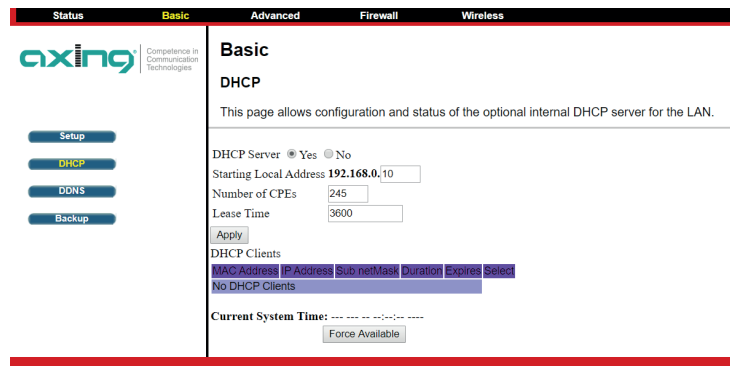 Status Basic Advanced Firewall Wireless
axing
Competence in
Communication
Technologies
Basic
DHCP
This page allows configuration and status of the optional internal DHCP server for the LAN.
Setup
DHCP
DDNS
Backup
DHCP Server Yes No
Starting Local Address 192.168.0. 10
Number of CPEs 245
Lease Time 3600
Apply
DHCP Clients
MAC Address IP Address Sub netMask Duration Expires Select
No DHCP Clients
Current System Time: --- --- -- --:--:-- ----
Force Available